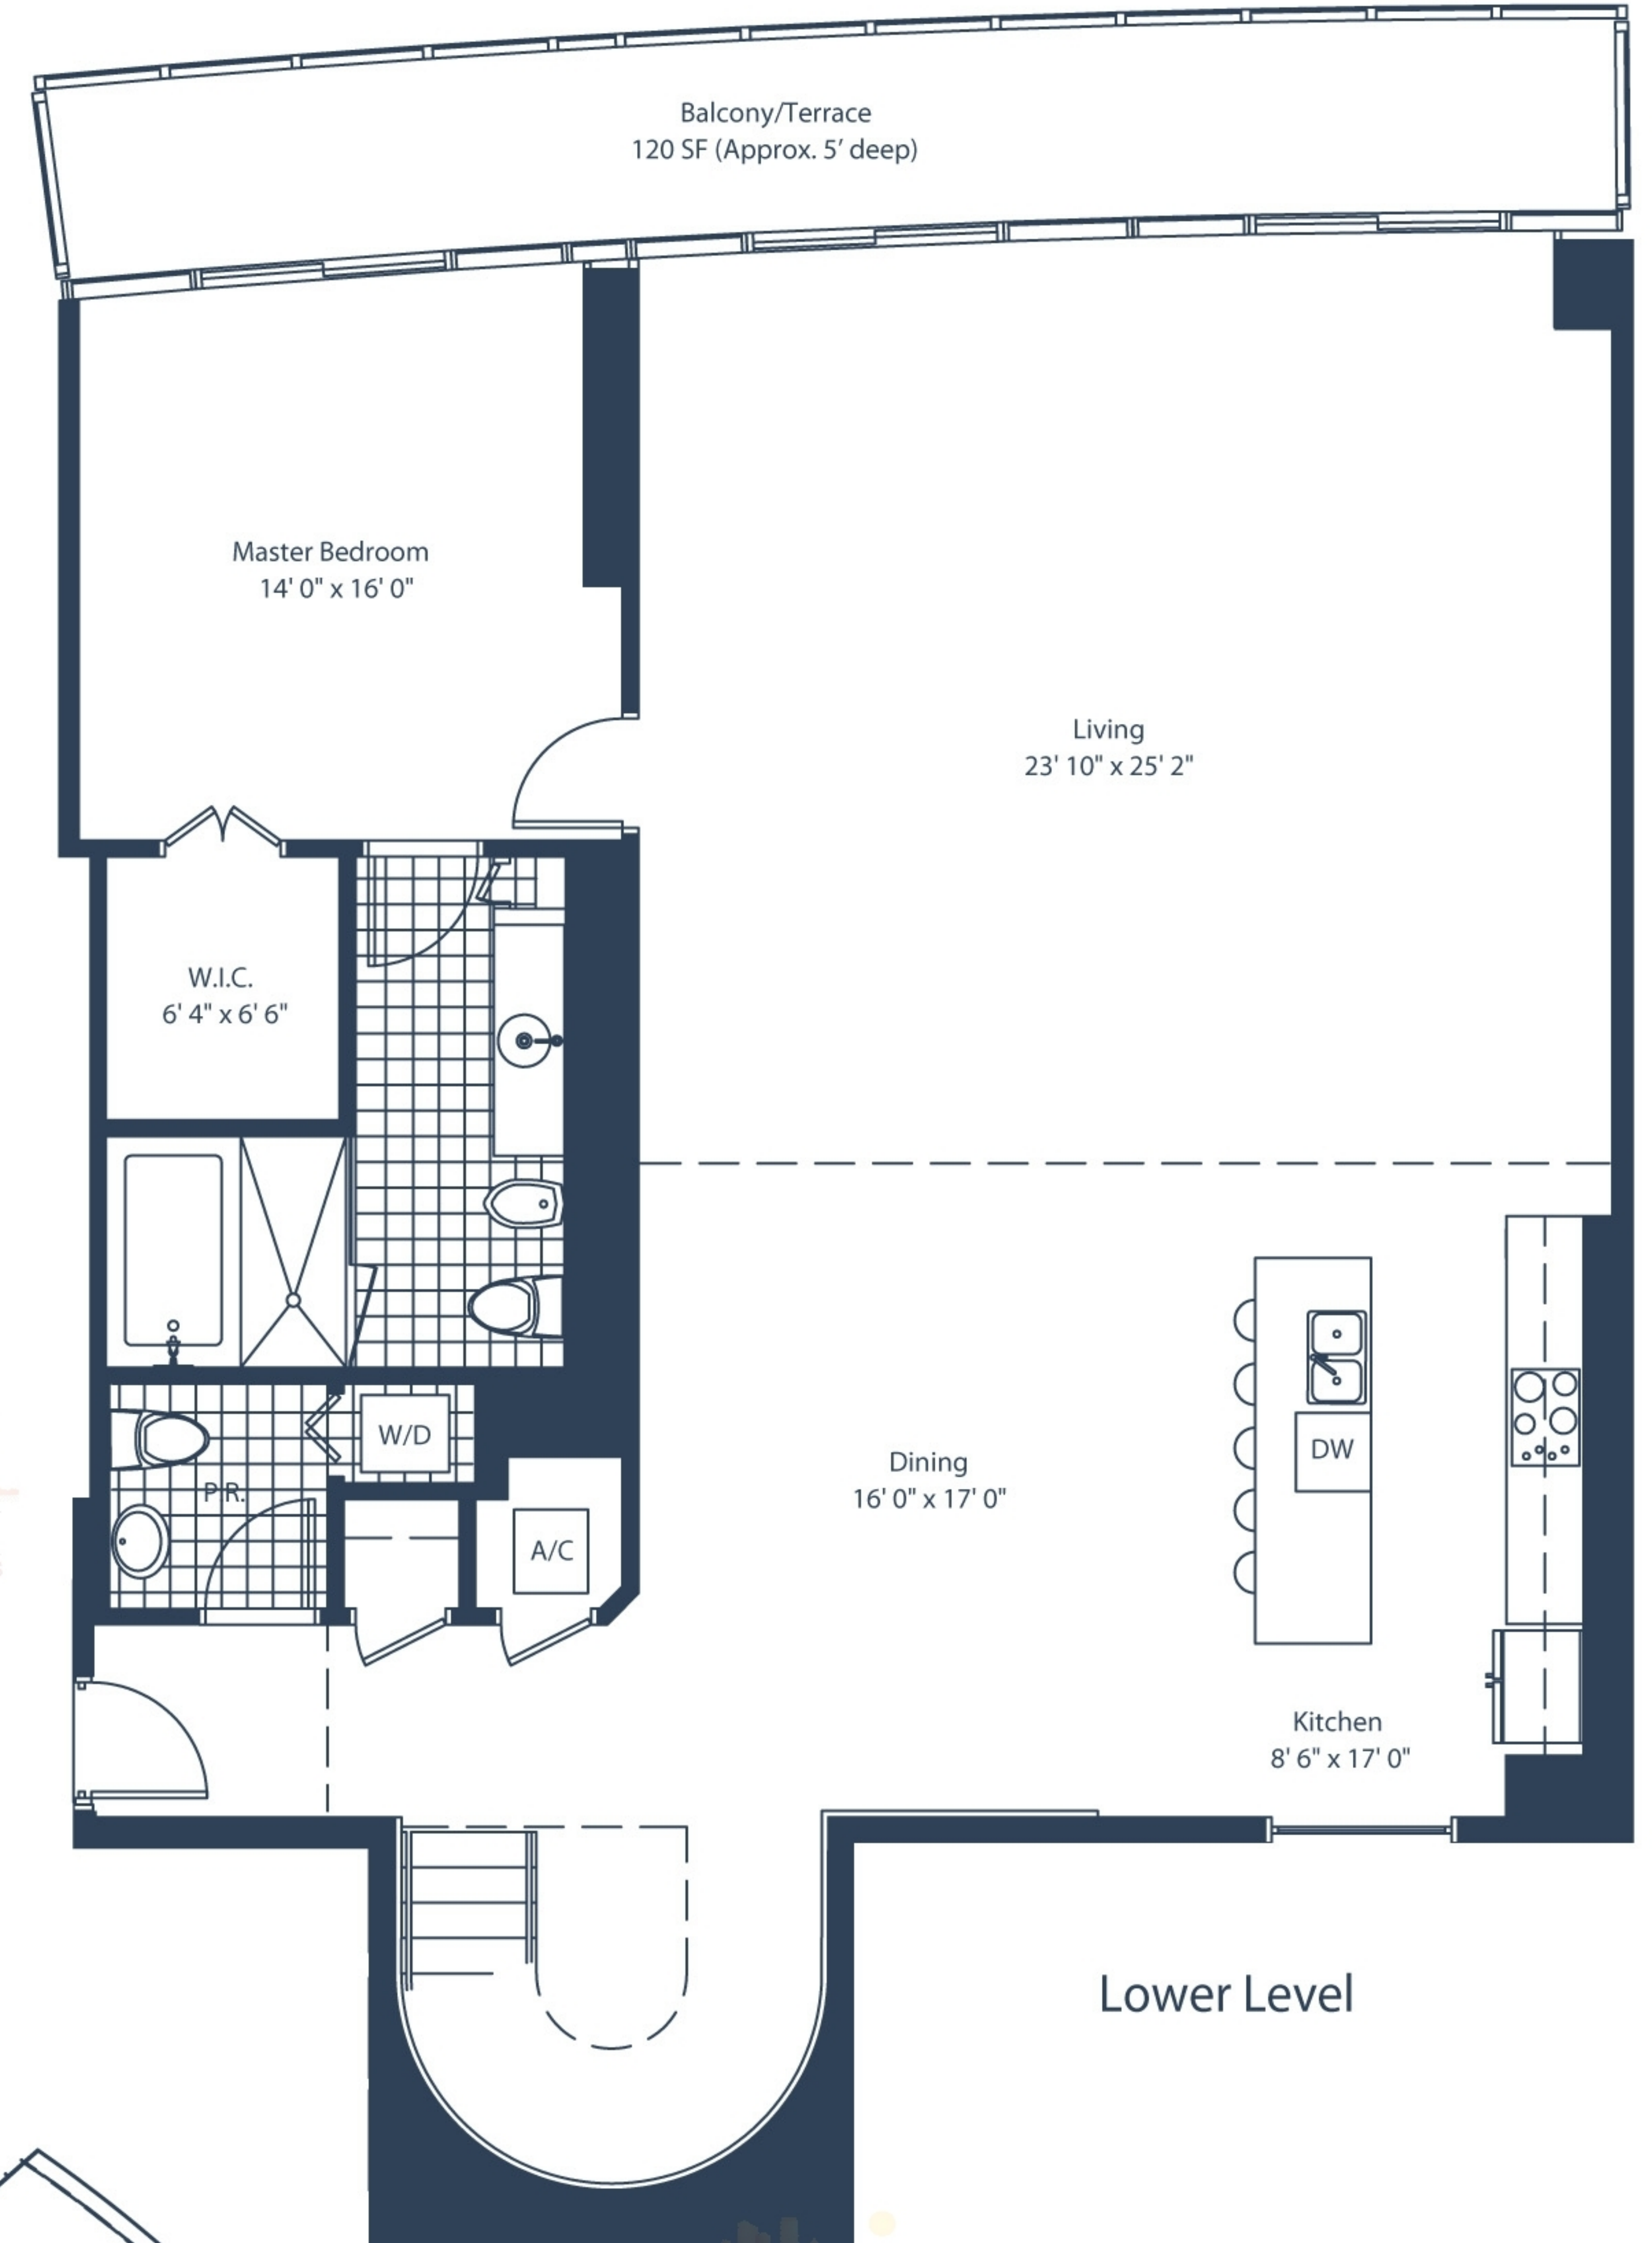 Balcony/Terrace
120 SF (Approx. 5’ deep)
Master Bedroom
14' 0" x 16' 0"
Living
23' 10" x 25' 2"
W.I.C.
6' 4" x 6' 6"
W/D
P.R.
A/C
Dining
16' 0" x 17' 0"
DW
Kitchen
8' 6" x 17' 0"
Lower Level